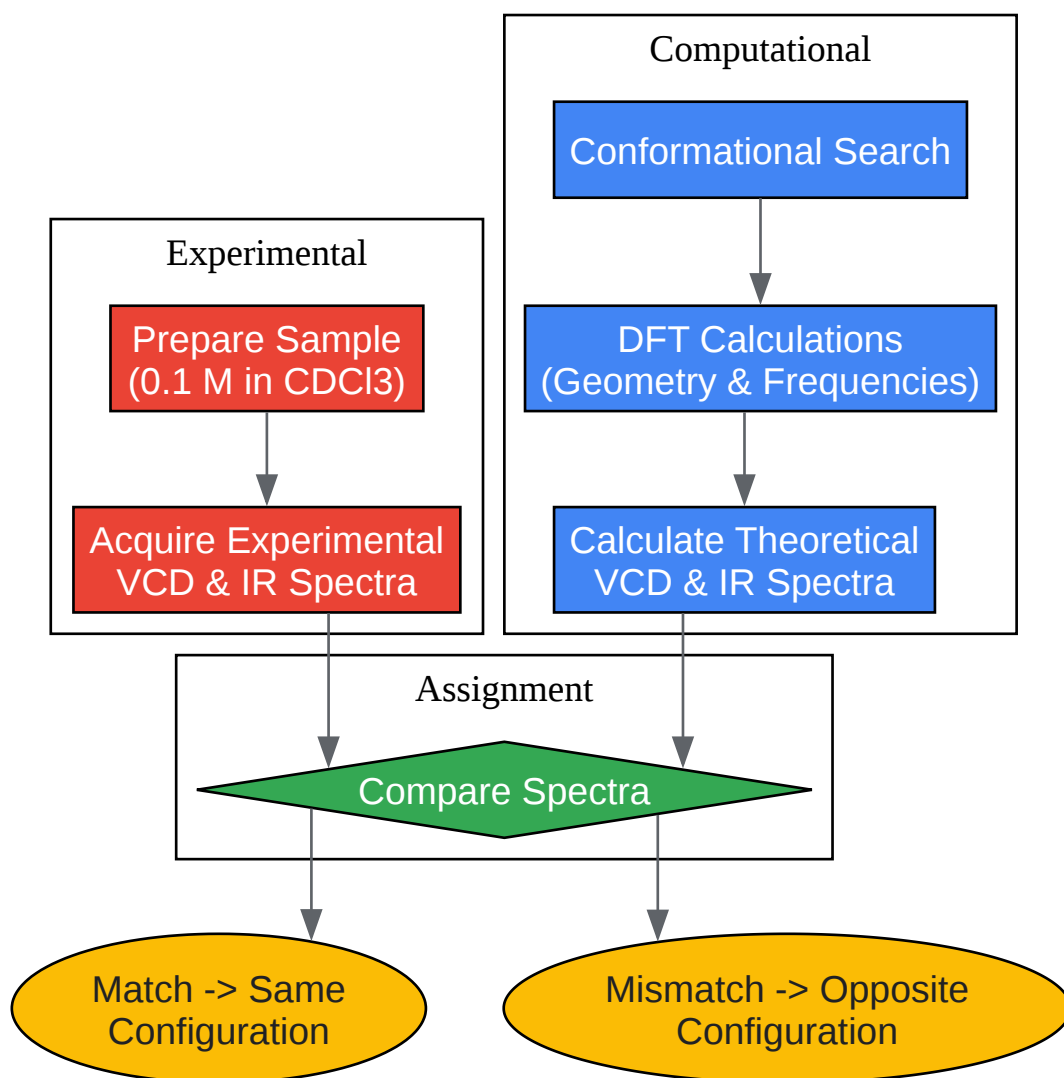 Computational
Conformational Search
Experimental
Prepare Sample
(0.1 M in CDCl3)
DFT Calculations
(Geometry & Frequencies)
Acquire Experimental
VCD & IR Spectra
Calculate Theoretical
VCD & IR Spectra
Assignment
Compare Spectra
Match -> Same
Configuration
Mismatch -> Opposite
Configuration